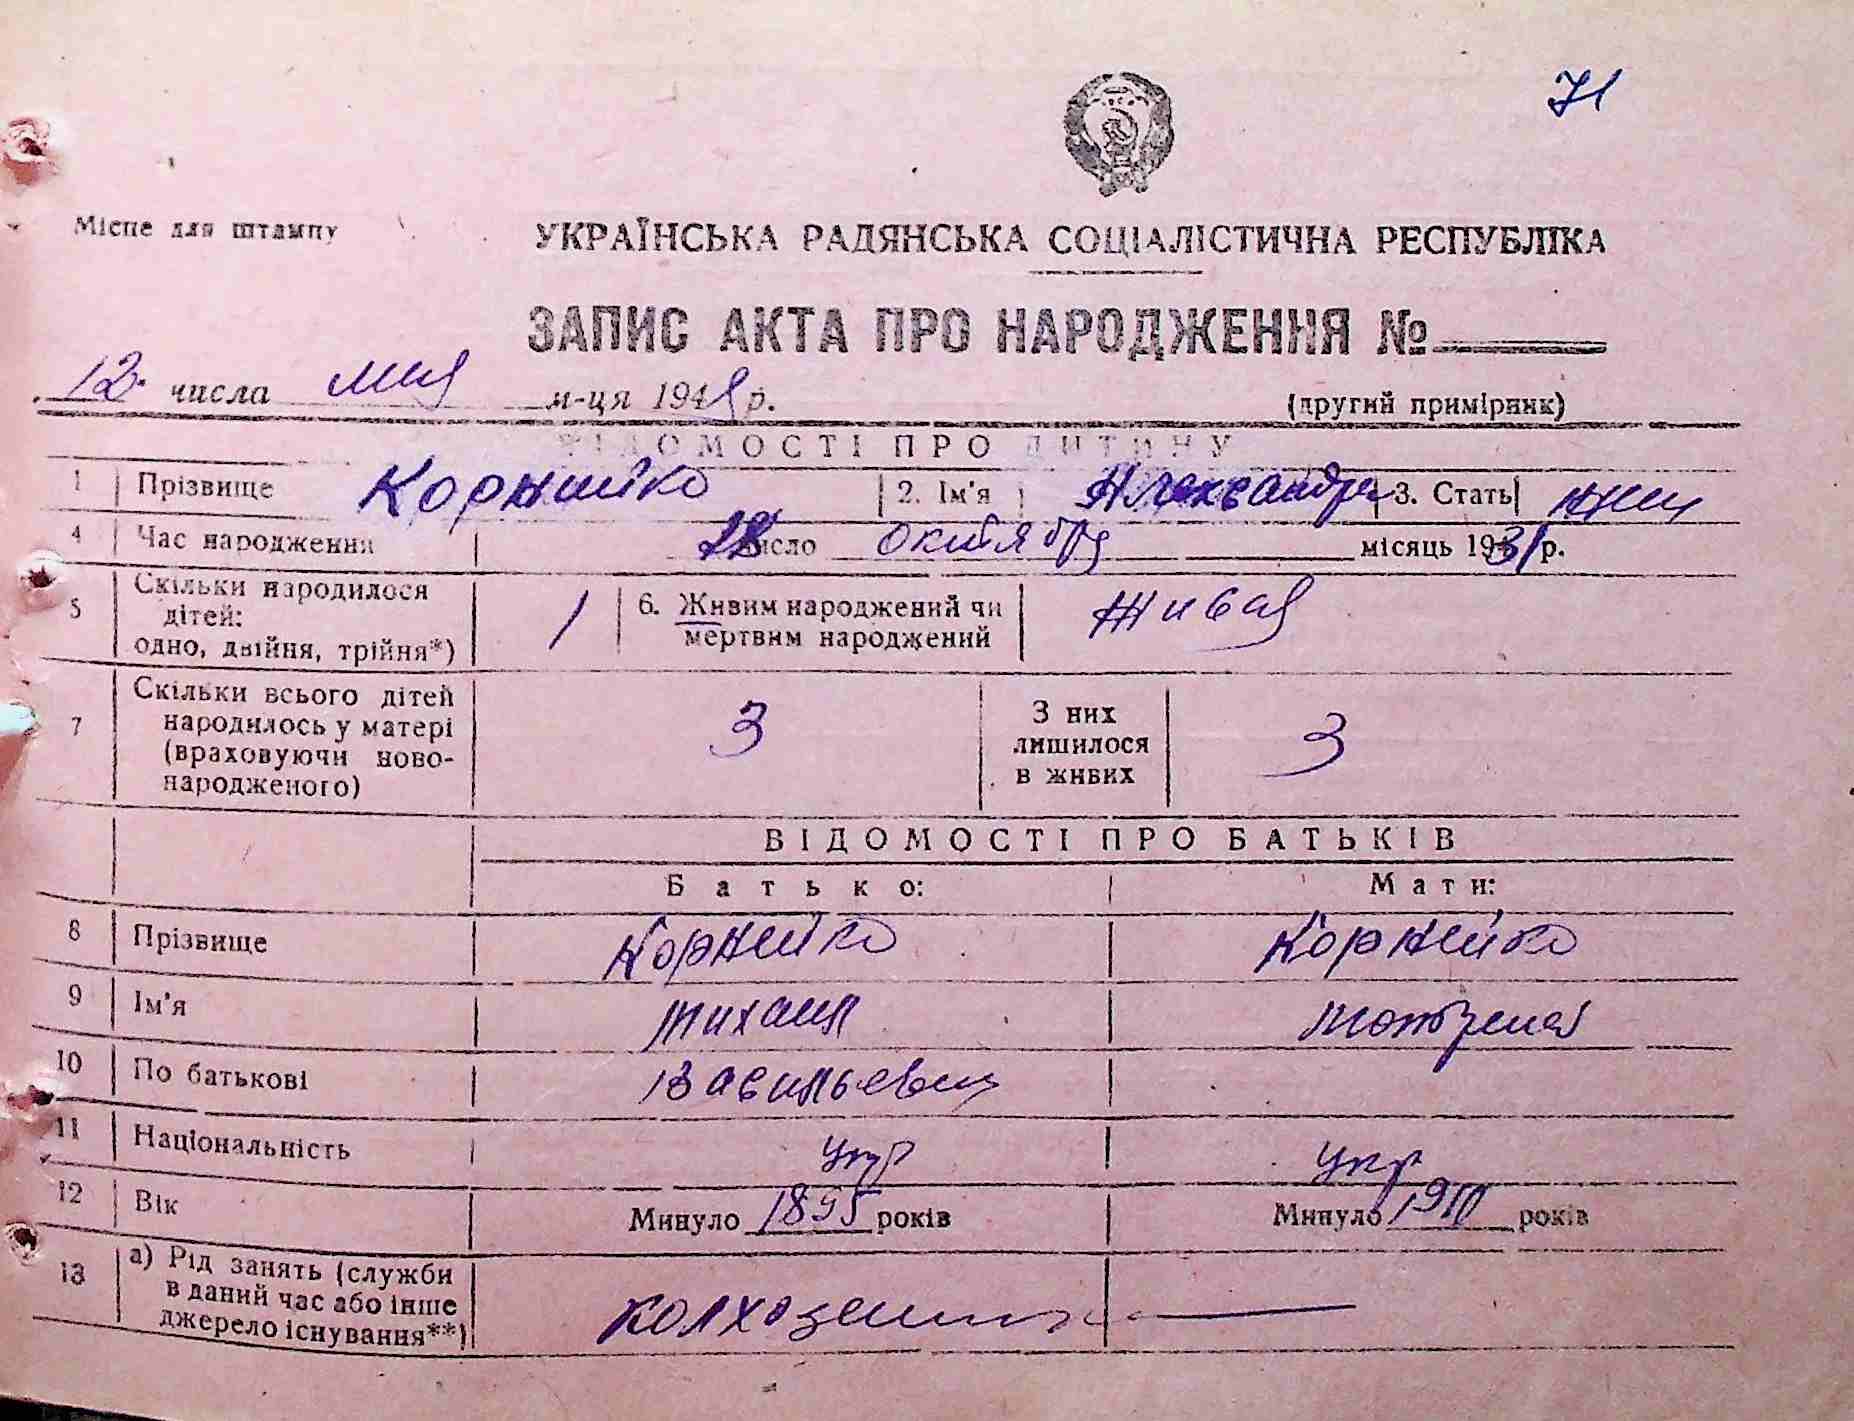 71
Місце для штампу
УКРАЇНСЬКА РАДЯНСЬКА СОЦІАЛІСТИЧНА РЕСПУБЛІКА
ЗАПИС АКТА ПРО НАРОДЖЕННЯ №
12 числа мая м-ця 194 р.
(другий примірник)
ВІДОМОСТІ ПРО ДИТИНУ
1 Прізвище Корнийко 2. Ім'я Александра 3. Стать жен
4 Час народження число октября місяць 1931 р.
5 Скільки народилося
дітей:
одно, двійня, трійня*) 1
6. Живим народжений чи
мертвим народжений Живая
7 Скільки всього дітей
народилось у матері
(враховуючи ново-
народженого) 3
З них
лишилося
в живих 3
ВІДОМОСТІ ПРО БАТЬКІВ
Батько: Мати:
8 Прізвище Корнейко Корнейко
9 Ім'я Михаил
10 По батькові Васильевич
11 Національність укр укр
12 Вік Минуло 1895 років Минуло 1910 років
13 а) Рід занять (служби
в даний час або інше
джерело існування**) колхозник